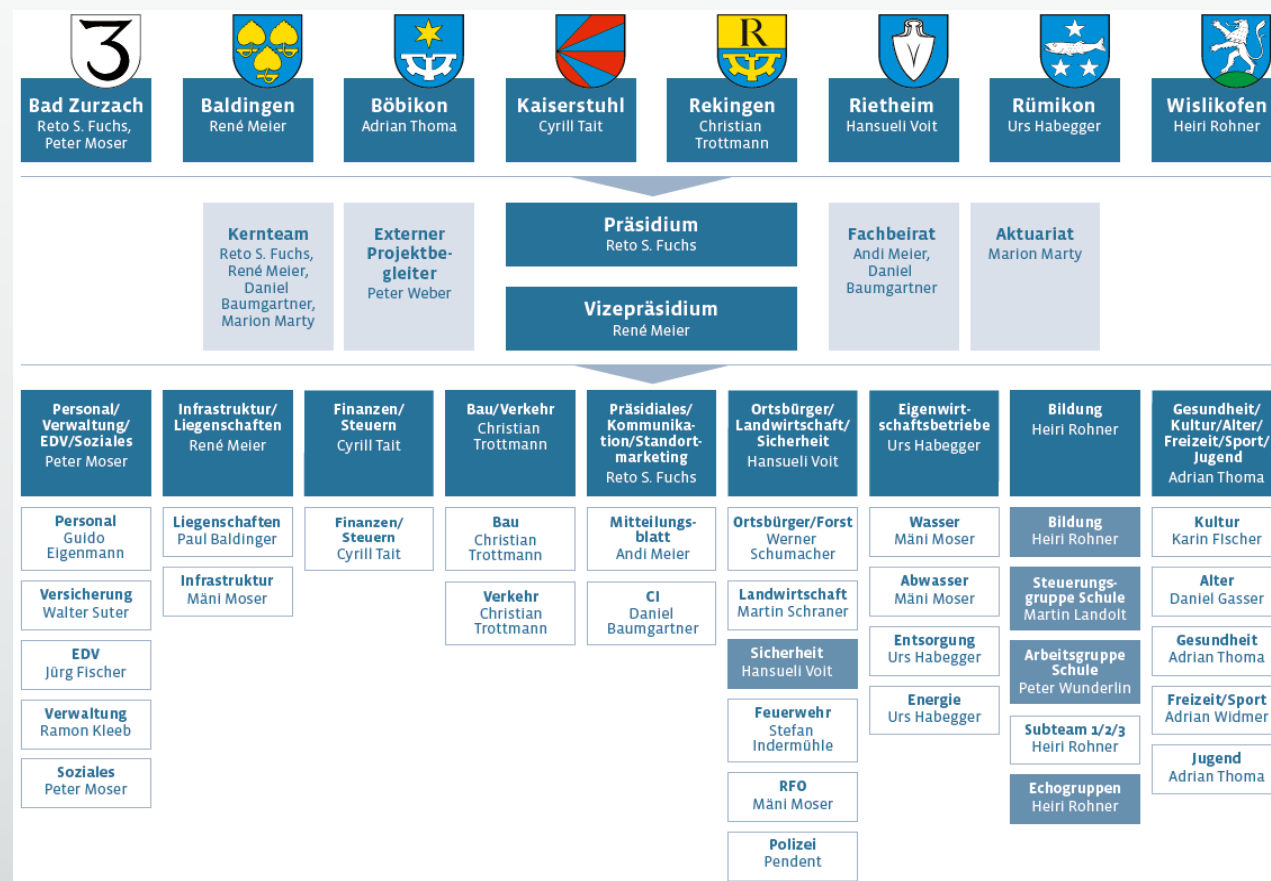 3
R
Bad Zurzach
Reto S. Fuchs,
Peter Moser
Baldingen
René Meier
Böbikon
Adrian Thoma
Kaiserstuhl
Cyrill Tait
Rekingen
Christian
Trottmann
Rietheim
Hansueli Voit
Rümikon
Urs Habegger
Wislikofen
Heiri Rohner
Kernteam
Reto S. Fuchs,
René Meier,
Daniel
Baumgartner,
Marion Marty
Externer
Projektbe-
gleiter
Peter Weber
Präsidium
Reto S. Fuchs
Vizepräsidium
René Meier
Fachbeirat
Andi Meier,
Daniel
Baumgartner
Aktuariat
Marion Marty
Personal/
Verwaltung/
EDV/Soziales
Peter Moser
Personal
Guido
Eigenmann
Versicherung
Walter Suter
EDV
Jürg Fischer
Verwaltung
Ramon Kleeb
Soziales
Peter Moser
Infrastruktur/
Liegenschaften
René Meier
Liegenschaften
Paul Baldinger
Infrastruktur
Mäni Moser
Finanzen/
Steuern
Cyrill Tait
Finanzen/
Steuern
Cyrill Tait
Bau/Verkehr
Christian
Trottmann
Bau
Christian
Trottmann
Verkehr
Christian
Trottmann
Präsidiales/
Kommunika-
tion/Standort-
marketing
Reto S. Fuchs
Mitteilungs-
blatt
Andi Meier
CI
Daniel
Baumgartner
Ortsbürger/
Landwirtschaft/
Sicherheit
Hansueli Voit
Ortsbürger/Forst
Werner
Schumacher
Landwirtschaft
Martin Schraner
Sicherheit
Hansueli Voit
Feuerwehr
Stefan
Indermühle
RFO
Mäni Moser
Polizei
Pendent
Eigenwirt-
schaftsbetriebe
Urs Habegger
Wasser
Mäni Moser
Abwasser
Mäni Moser
Entsorgung
Urs Habegger
Energie
Urs Habegger
Bildung
Heiri Rohner
Bildung
Heiri Rohner
Steuerungs-
gruppe Schule
Martin Landolt
Arbeitsgruppe
Schule
Peter Wunderlin
Subteam 1/2/3
Heiri Rohner
Echogruppen
Heiri Rohner
Gesundheit/
Kultur/Alter/
Freizeit/Sport/
Jugend
Adrian Thoma
Kultur
Karin FIscher
Alter
Daniel Gasser
Gesundheit
Adrian Thoma
Freizeit/Sport
Adrian Widmer
Jugend
Adrian Thoma